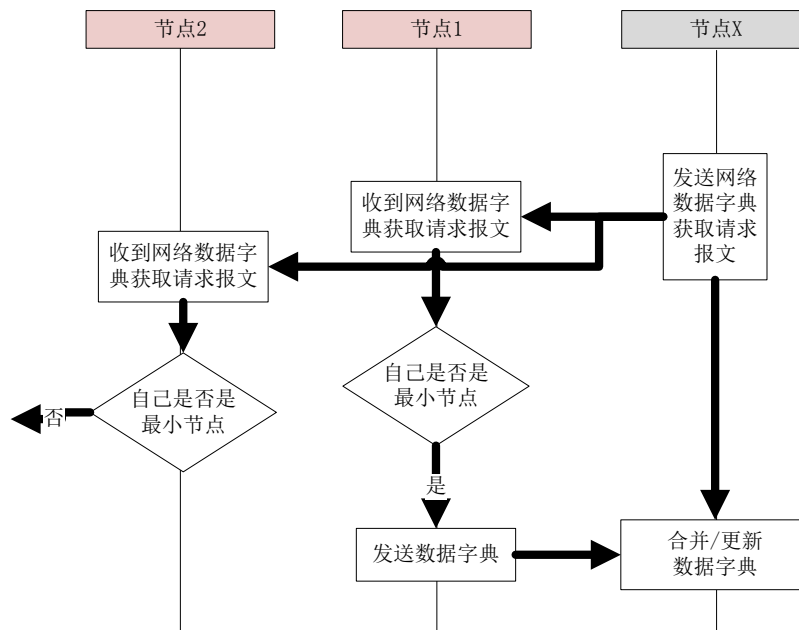 节点2
节点1
节点X
发送网络
数据字典
获取请求
报文
收到网络数据字
典获取请求报文
收到网络数据字
典获取请求报文
自己是否是
最小节点
自己是否是
最小节点
否
是
发送数据字典
合并/更新
数据字典